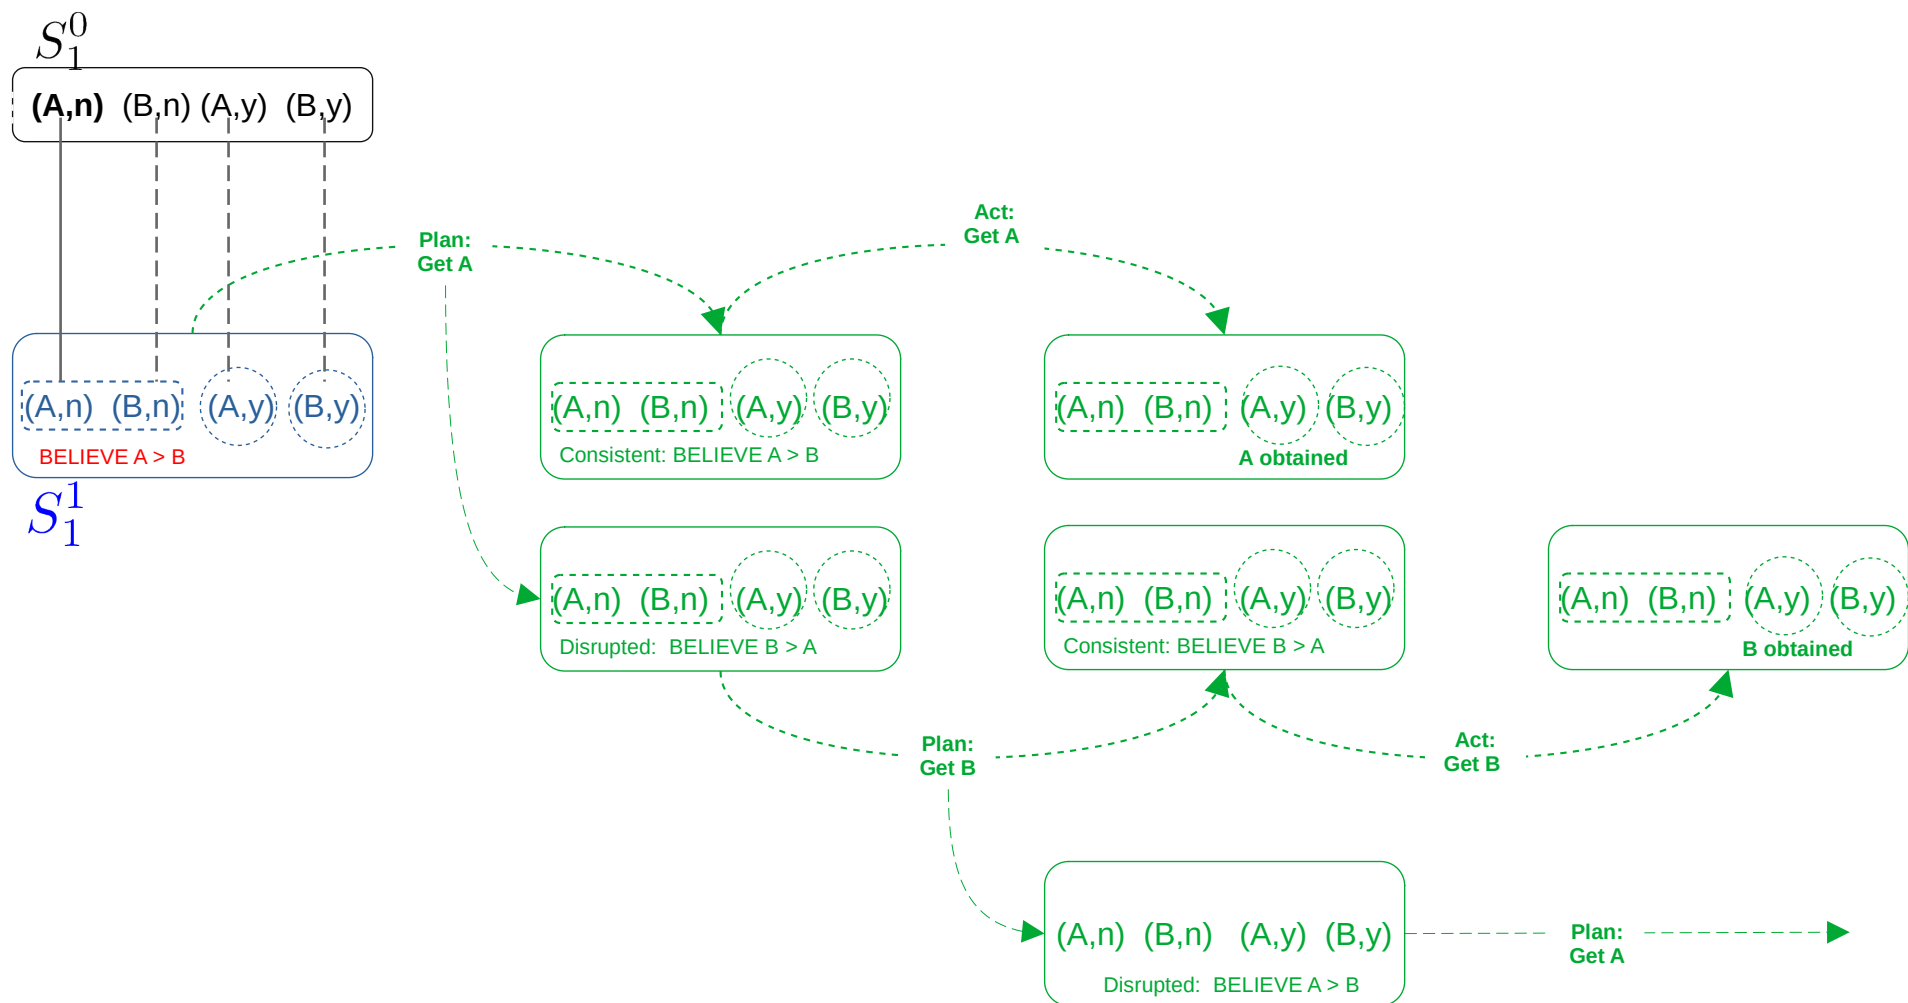 S_1^0
(A,n) (B,n) (A,y) (B,y)
Act:
Get A
Plan:
Get A
(A,n) (B,n) (A,y) (B,y)
BELIEVE A > B
S_1^1
(A,n) (B,n) (A,y) (B,y)
Consistent: BELIEVE A > B
(A,n) (B,n) (A,y) (B,y)
A obtained
(A,n) (B,n) (A,y) (B,y)
Disrupted: BELIEVE B > A
(A,n) (B,n) (A,y) (B,y)
Consistent: BELIEVE B > A
(A,n) (B,n) (A,y) (B,y)
B obtained
Plan:
Get B
Act:
Get B
(A,n) (B,n) (A,y) (B,y)
Disrupted: BELIEVE A > B
Plan:
Get A